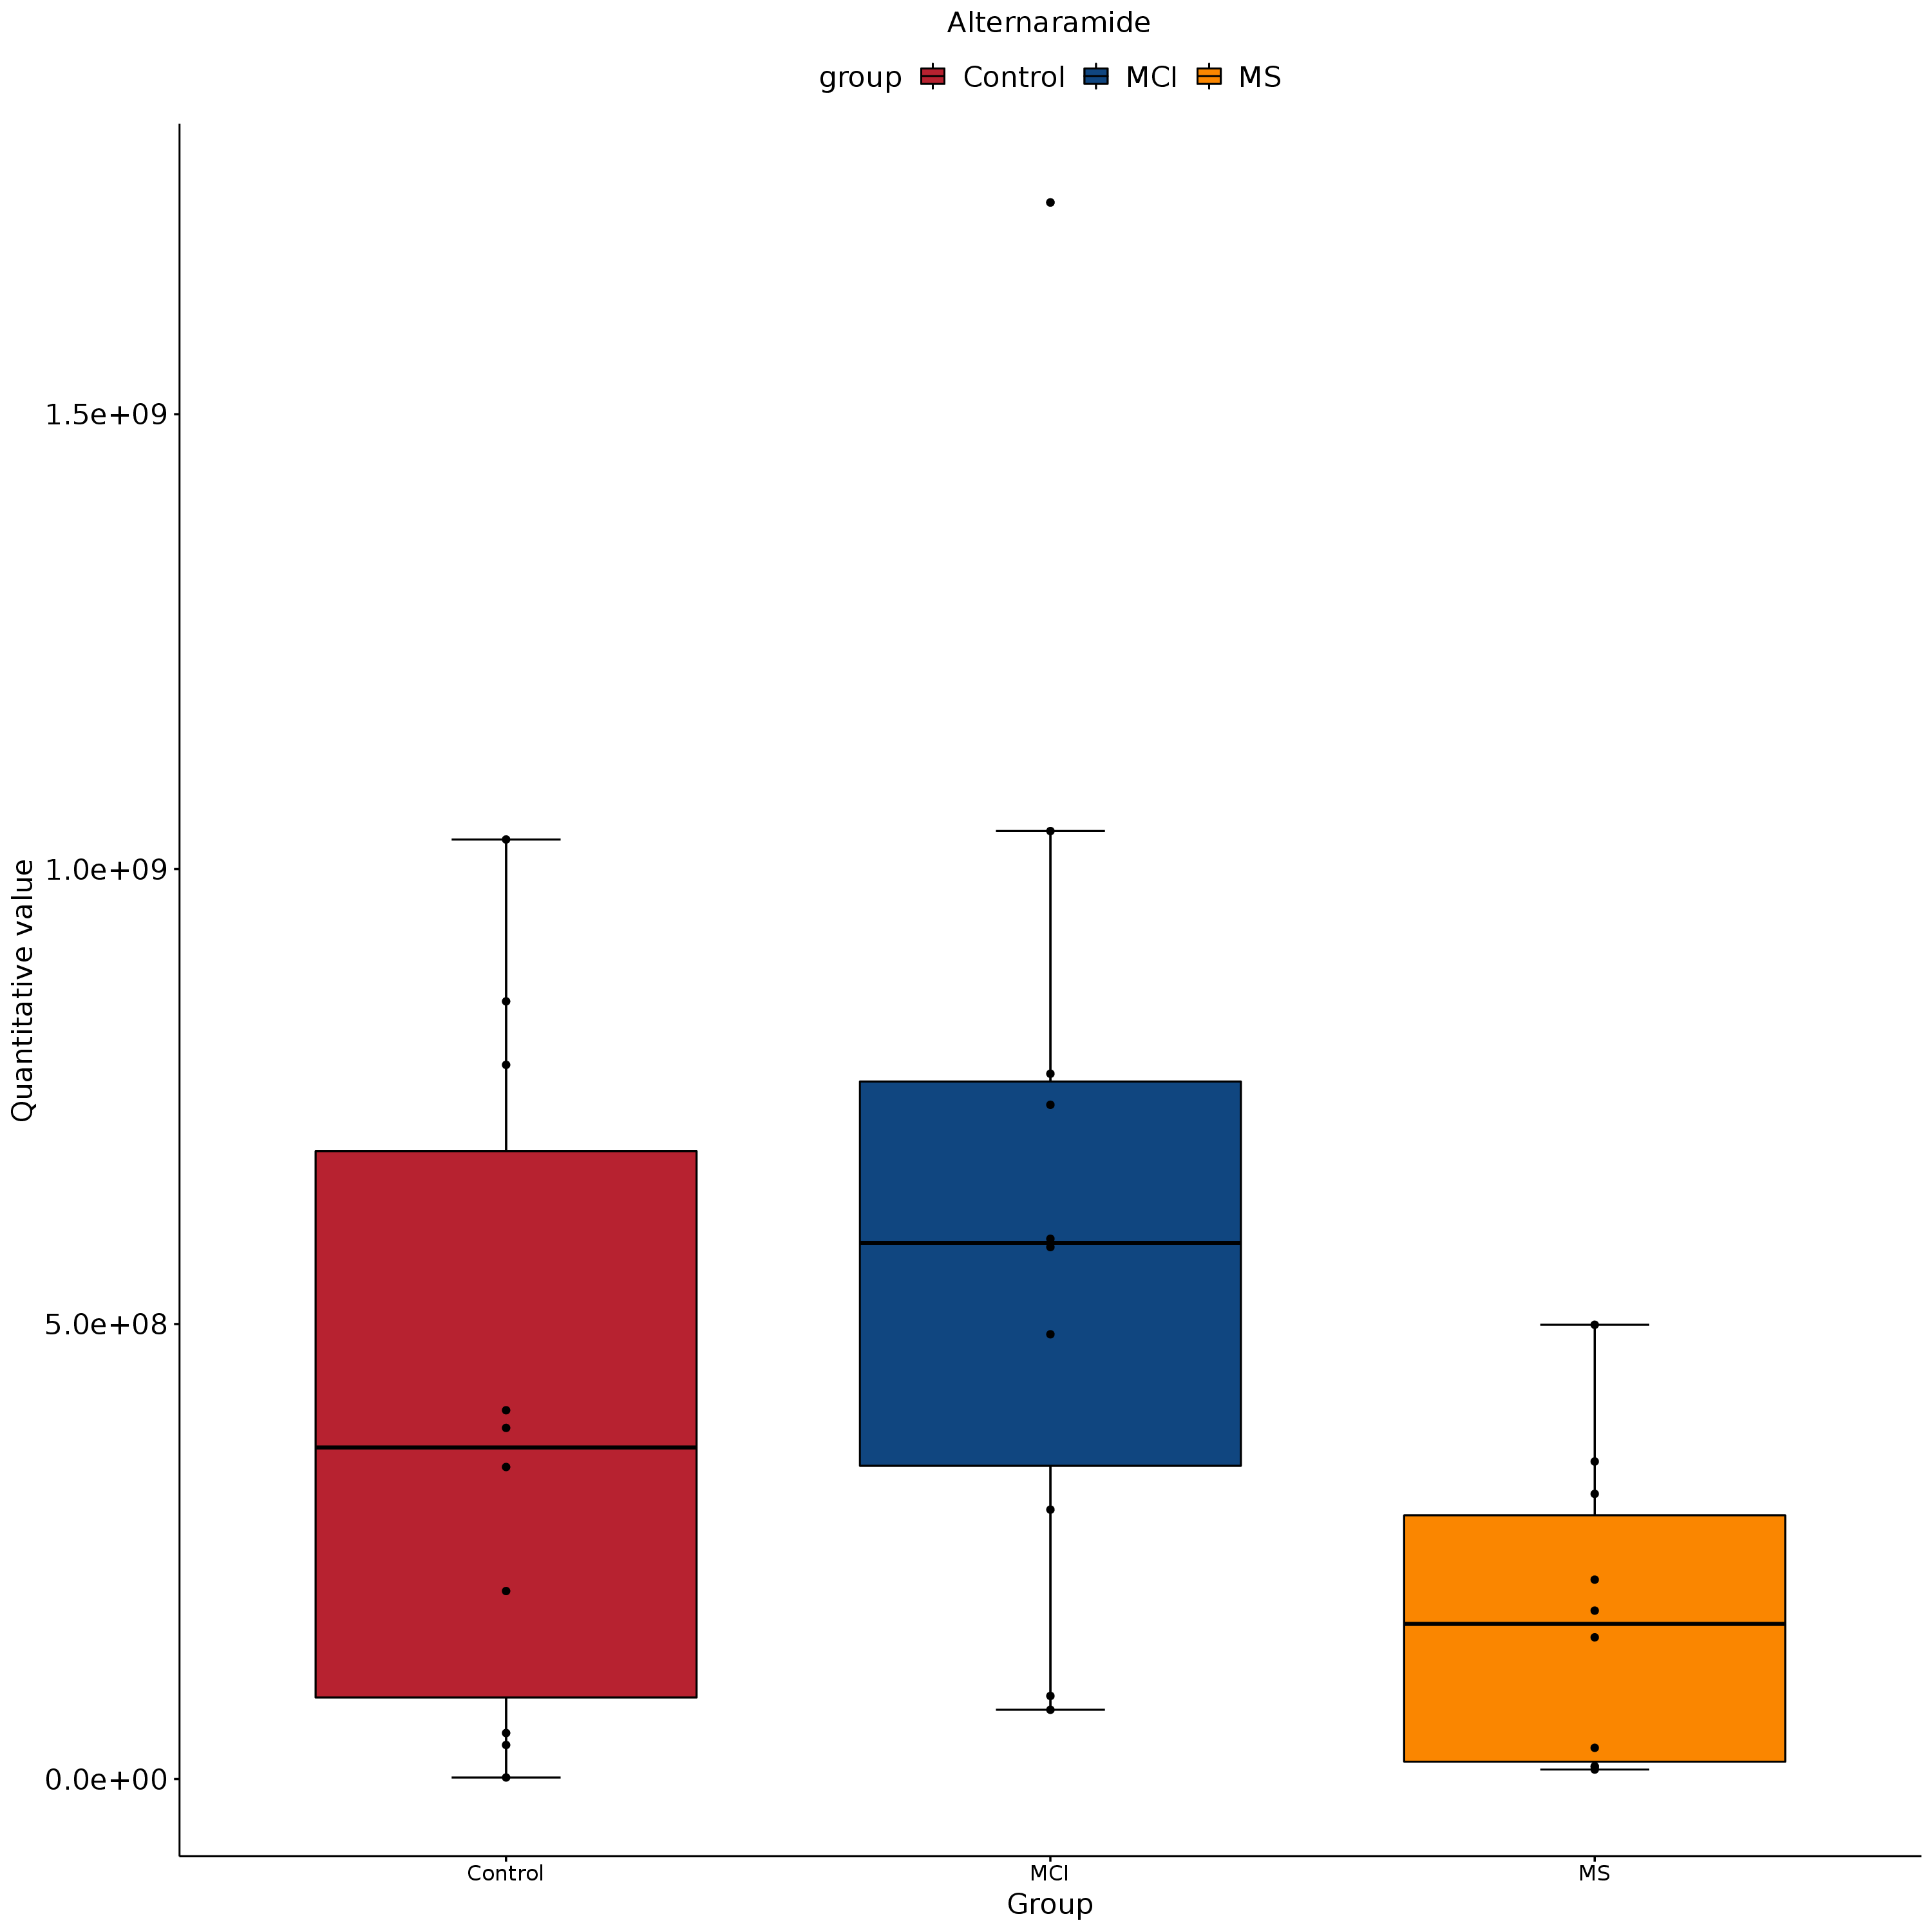 Alternaramide
group Control MCI MS
Quantitative value
1.5e+09
1.0e+09
5.0e+08
0.0e+00
Control MCI MS
Group